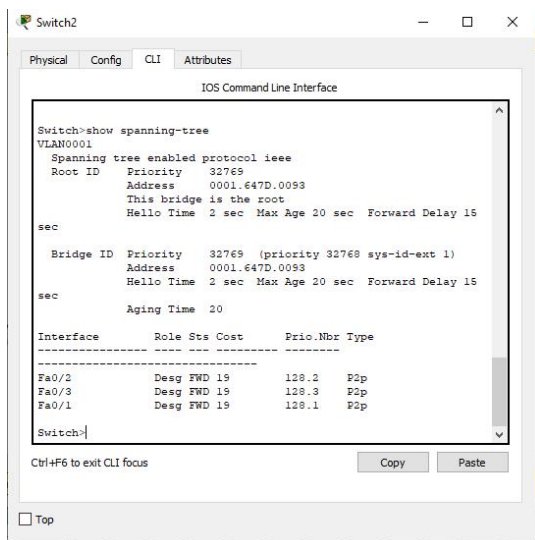 Switch2
Physical Config CLI Attributes
IOS Command Line Interface
Switch>show spanning-tree
VLAN0001
  Spanning tree enabled protocol ieee
  Root ID    Priority    32769
             Address     0001.647D.0093
             This bridge is the root
             Hello Time  2 sec  Max Age 20 sec  Forward Delay 15
sec
  Bridge ID  Priority    32769  (priority 32768 sys-id-ext 1)
             Address     0001.647D.0093
             Hello Time  2 sec  Max Age 20 sec  Forward Delay 15
sec
             Aging Time  20
Interface        Role Sts Cost      Prio.Nbr Type
---------------- ---- --- --------- --------
--------------------------------
Fa0/2            Desg FWD 19        128.2    P2p
Fa0/3            Desg FWD 19        128.3    P2p
Fa0/1            Desg FWD 19        128.1    P2p
Switch>
Ctrl+F6 to exit CLI focus
Copy Paste
Top